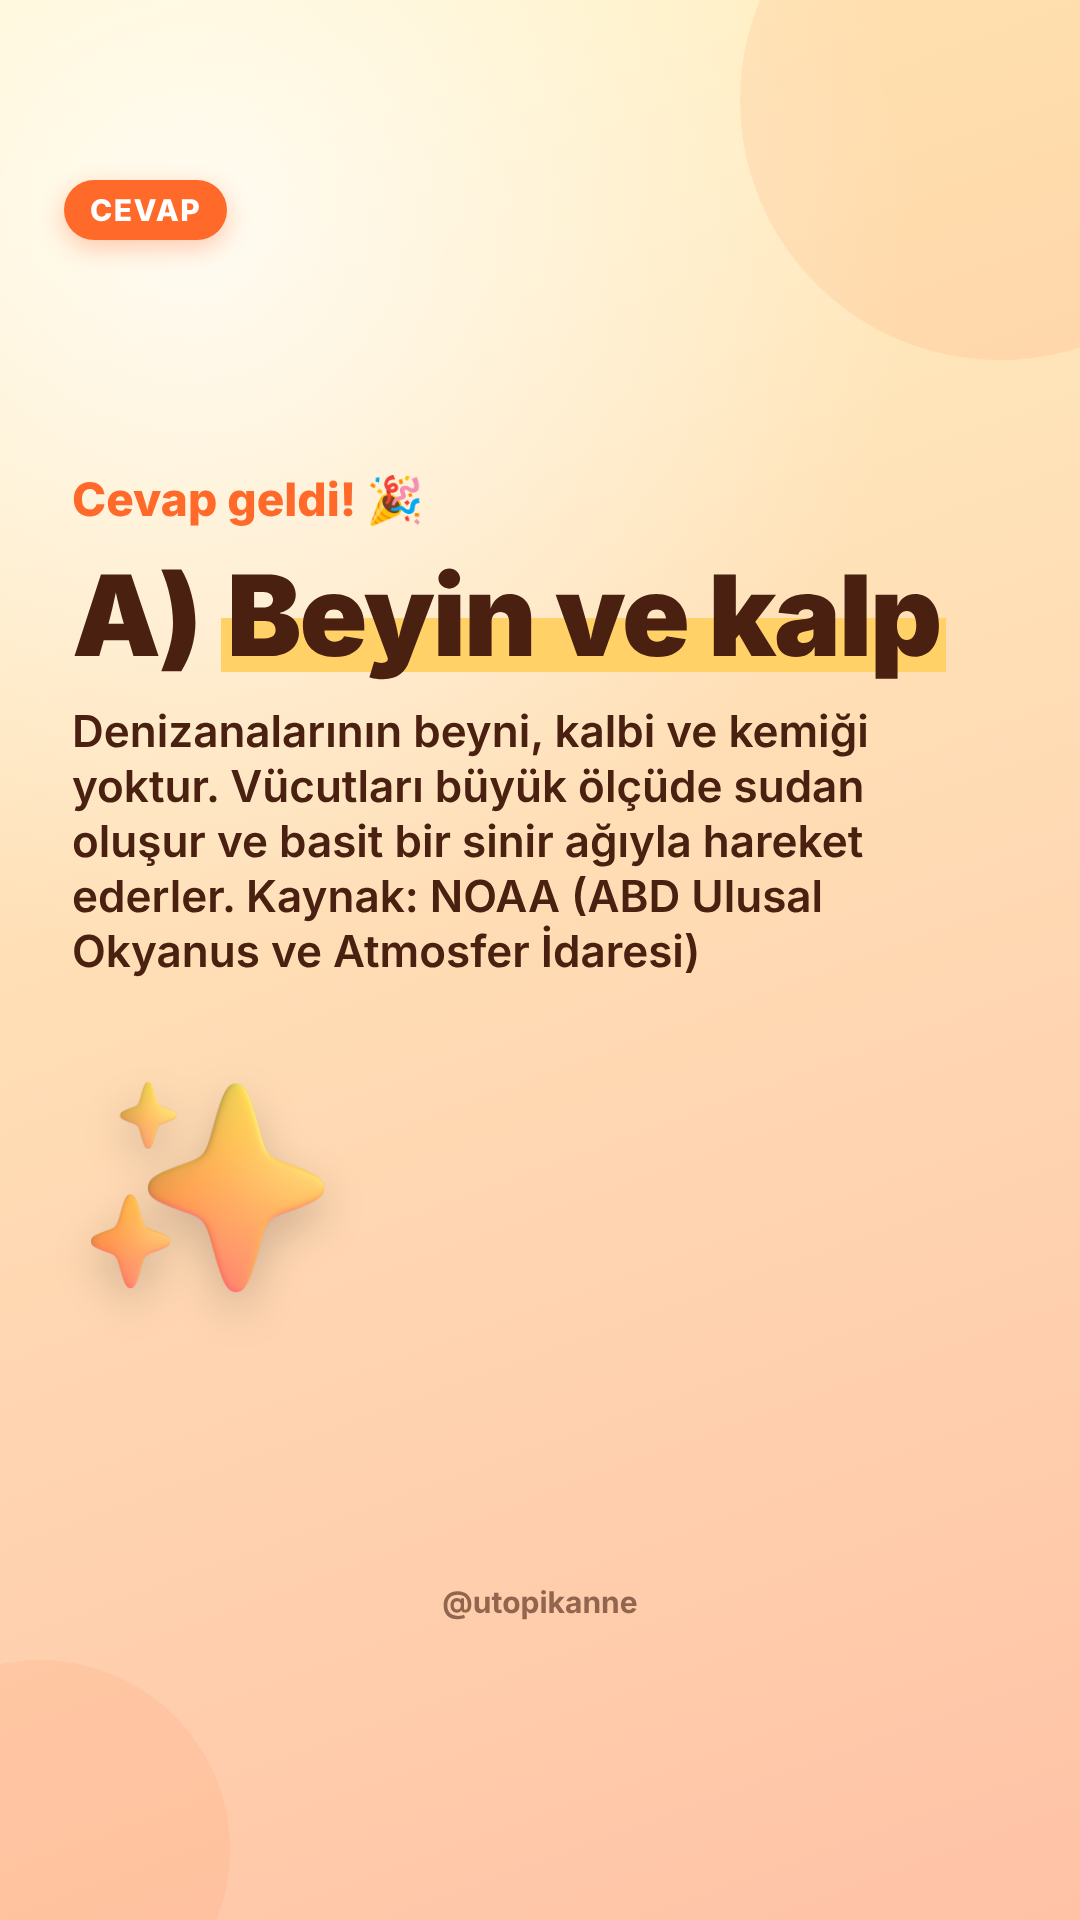 CEVAP
Cevap geldi! 🎉
A) Beyin ve kalp
Denizanalarının beyni, kalbi ve kemiği
yoktur. Vücutları büyük ölçüde sudan
oluşur ve basit bir sinir ağıyla hareket
ederler. Kaynak: NOAA (ABD Ulusal
Okyanus ve Atmosfer İdaresi)
@utopikanne